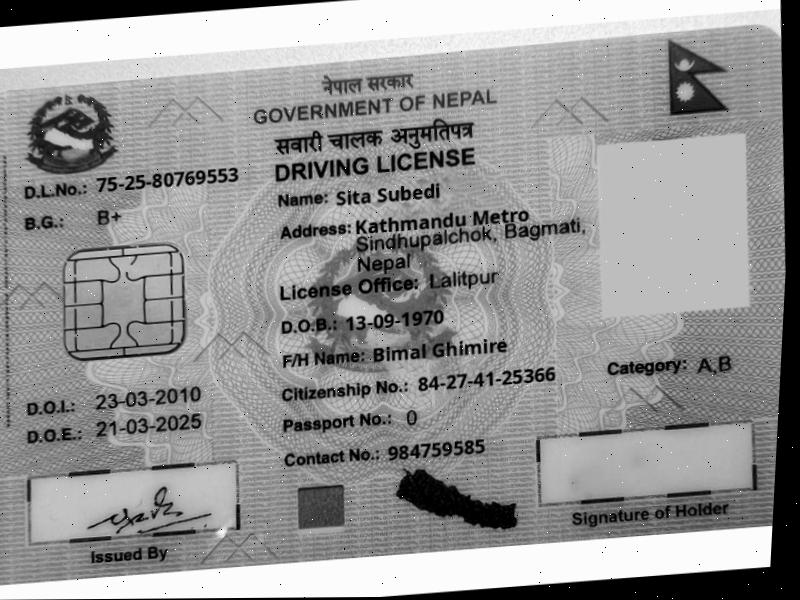 नेपाल सरकार
GOVERNMENT OF NEPAL
सवारी चालक अनुमतिपत्र
DRIVING LICENSE
D.L.No.: 75-25-80769553
B.G.: B+
Name: Sita Subedi
Address: Kathmandu Metro
Sindhupalchok, Bagmati,
Nepal
License Office: Lalitpur
D.O.B.: 13-09-1970
F/H Name: Bimal Ghimire
Citizenship No.: 84-27-41-25366
Category: A,B
D.O.I.: 23-03-2010
D.O.E.: 21-03-2025
Passport No.: 0
Contact No.: 984759585
Issued By
Signature of Holder